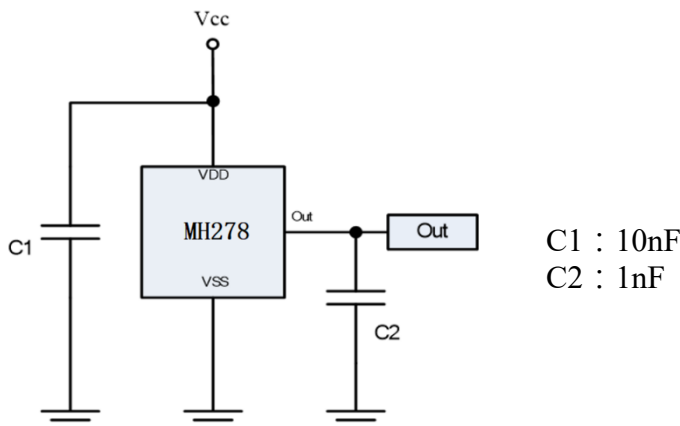 Vcc
VDD
MH278
Out
Out
C1
VSS
C2
C1：10nF
C2：1nF